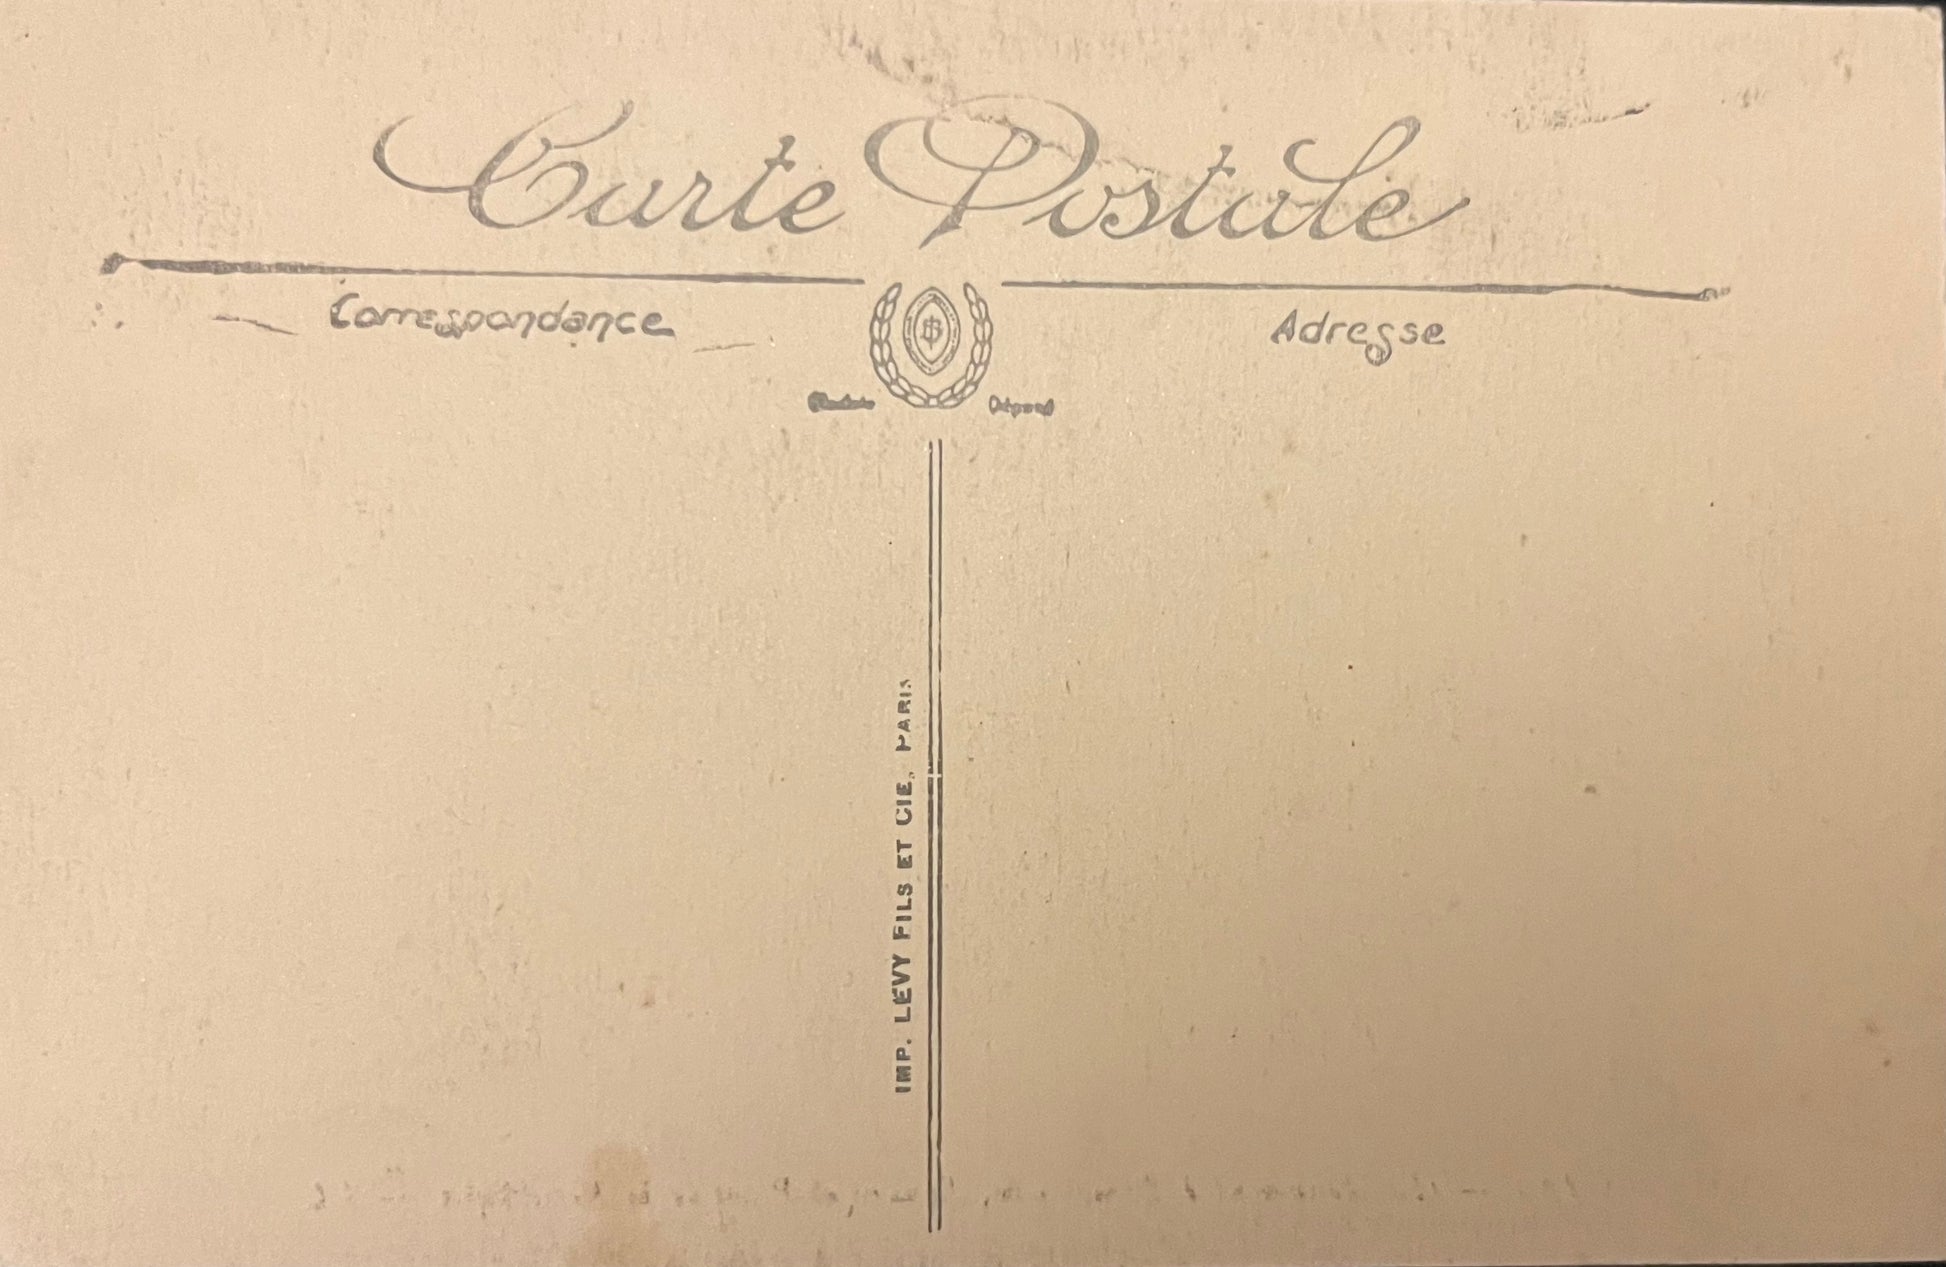 Carte Postale
Correspondance
Adresse
IMP. LEVY FILS ET CIE, PARIS